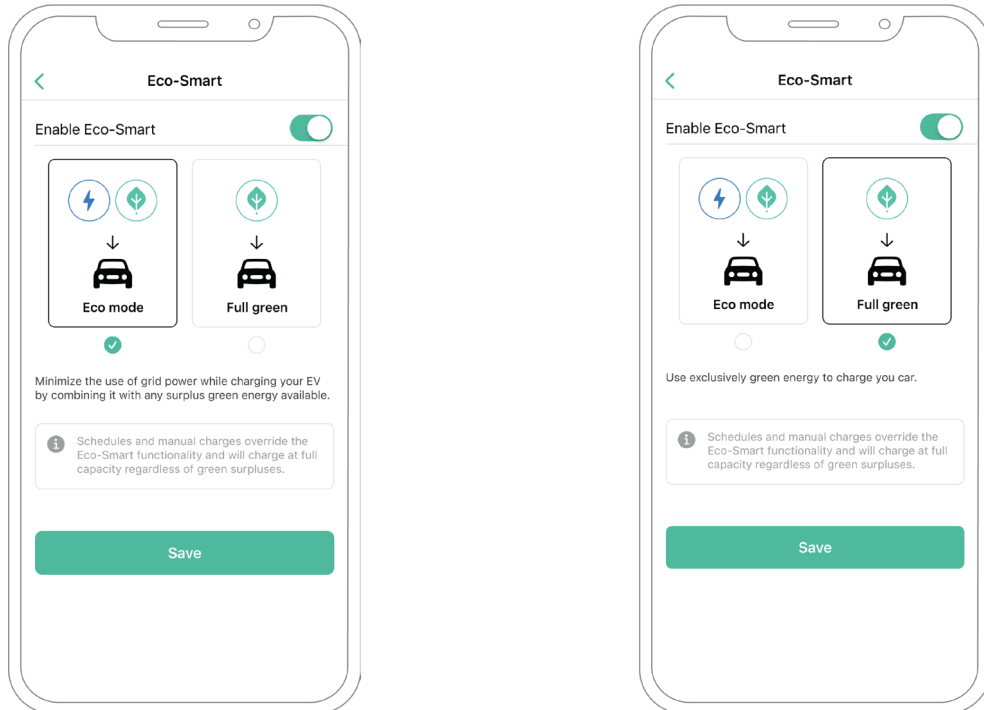 Eco-Smart
Enable Eco-Smart
Eco mode
Full green
Minimize the use of grid power while charging your EV
by combining it with any surplus green energy available.
Schedules and manual charges override the
Eco-Smart functionality and will charge at full
capacity regardless of green surpluses.
Save
Eco-Smart
Enable Eco-Smart
Eco mode
Full green
Use exclusively green energy to charge you car.
Schedules and manual charges override the
Eco-Smart functionality and will charge at full
capacity regardless of green surpluses.
Save